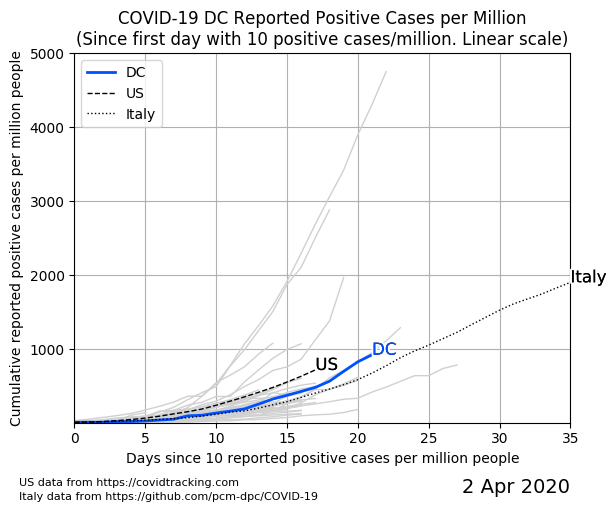 COVID-19 DC Reported Positive Cases per Million
(Since first day with 10 positive cases/million. Linear scale)
Cumulative reported positive cases per million people
5000
4000
3000
2000
1000
DC
US
Italy
Italy
DC
US
0
5
10
15
20
25
30
35
Days since 10 reported positive cases per million people
US data from https://covidtracking.com
Italy data from https://github.com/pcm-dpc/COVID-19
2 Apr 2020